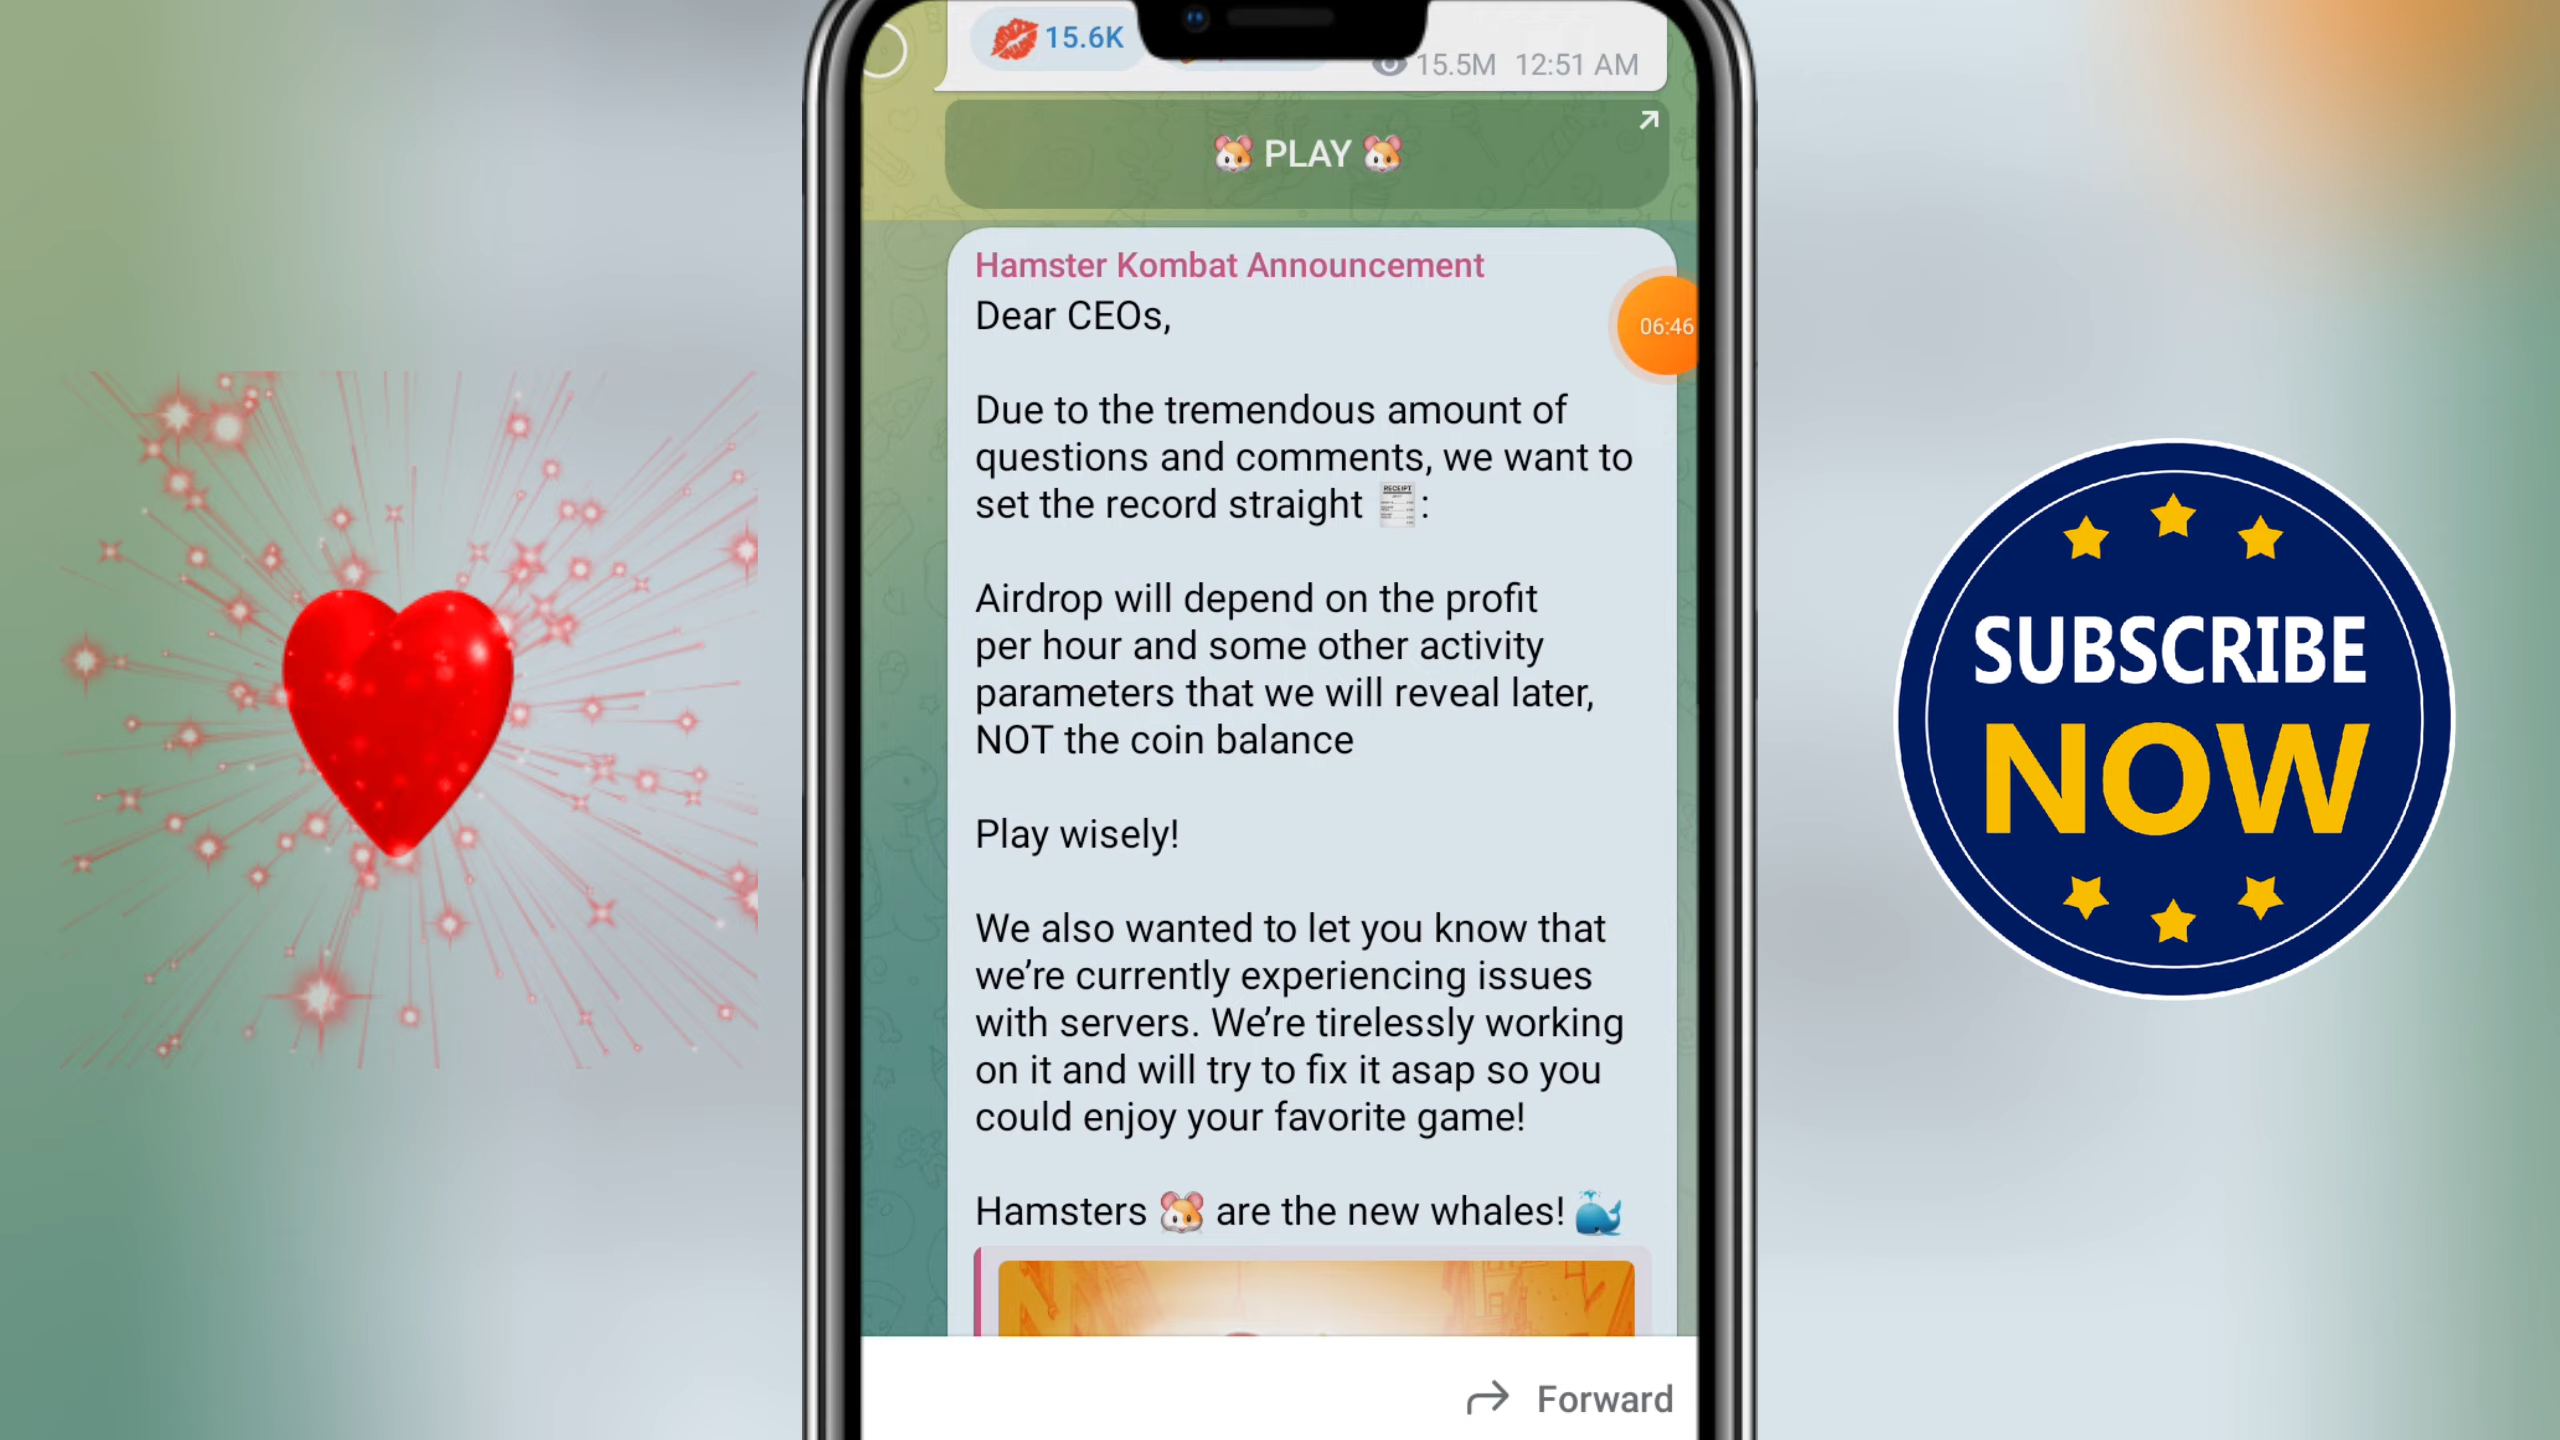 15.6K
15.5M 12:51 AM
PLAY
Hamster Kombat Announcement
Dear CEOs,
06:46
Due to the tremendous amount of
questions and comments, we want to
set the record straight :
Airdrop will depend on the profit
per hour and some other activity
parameters that we will reveal later,
NOT the coin balance
Play wisely!
We also wanted to let you know that
we’re currently experiencing issues
with servers. We’re tirelessly working
on it and will try to fix it asap so you
could enjoy your favorite game!
Hamsters are the new whales!
Forward
SUBSCRIBE
NOW